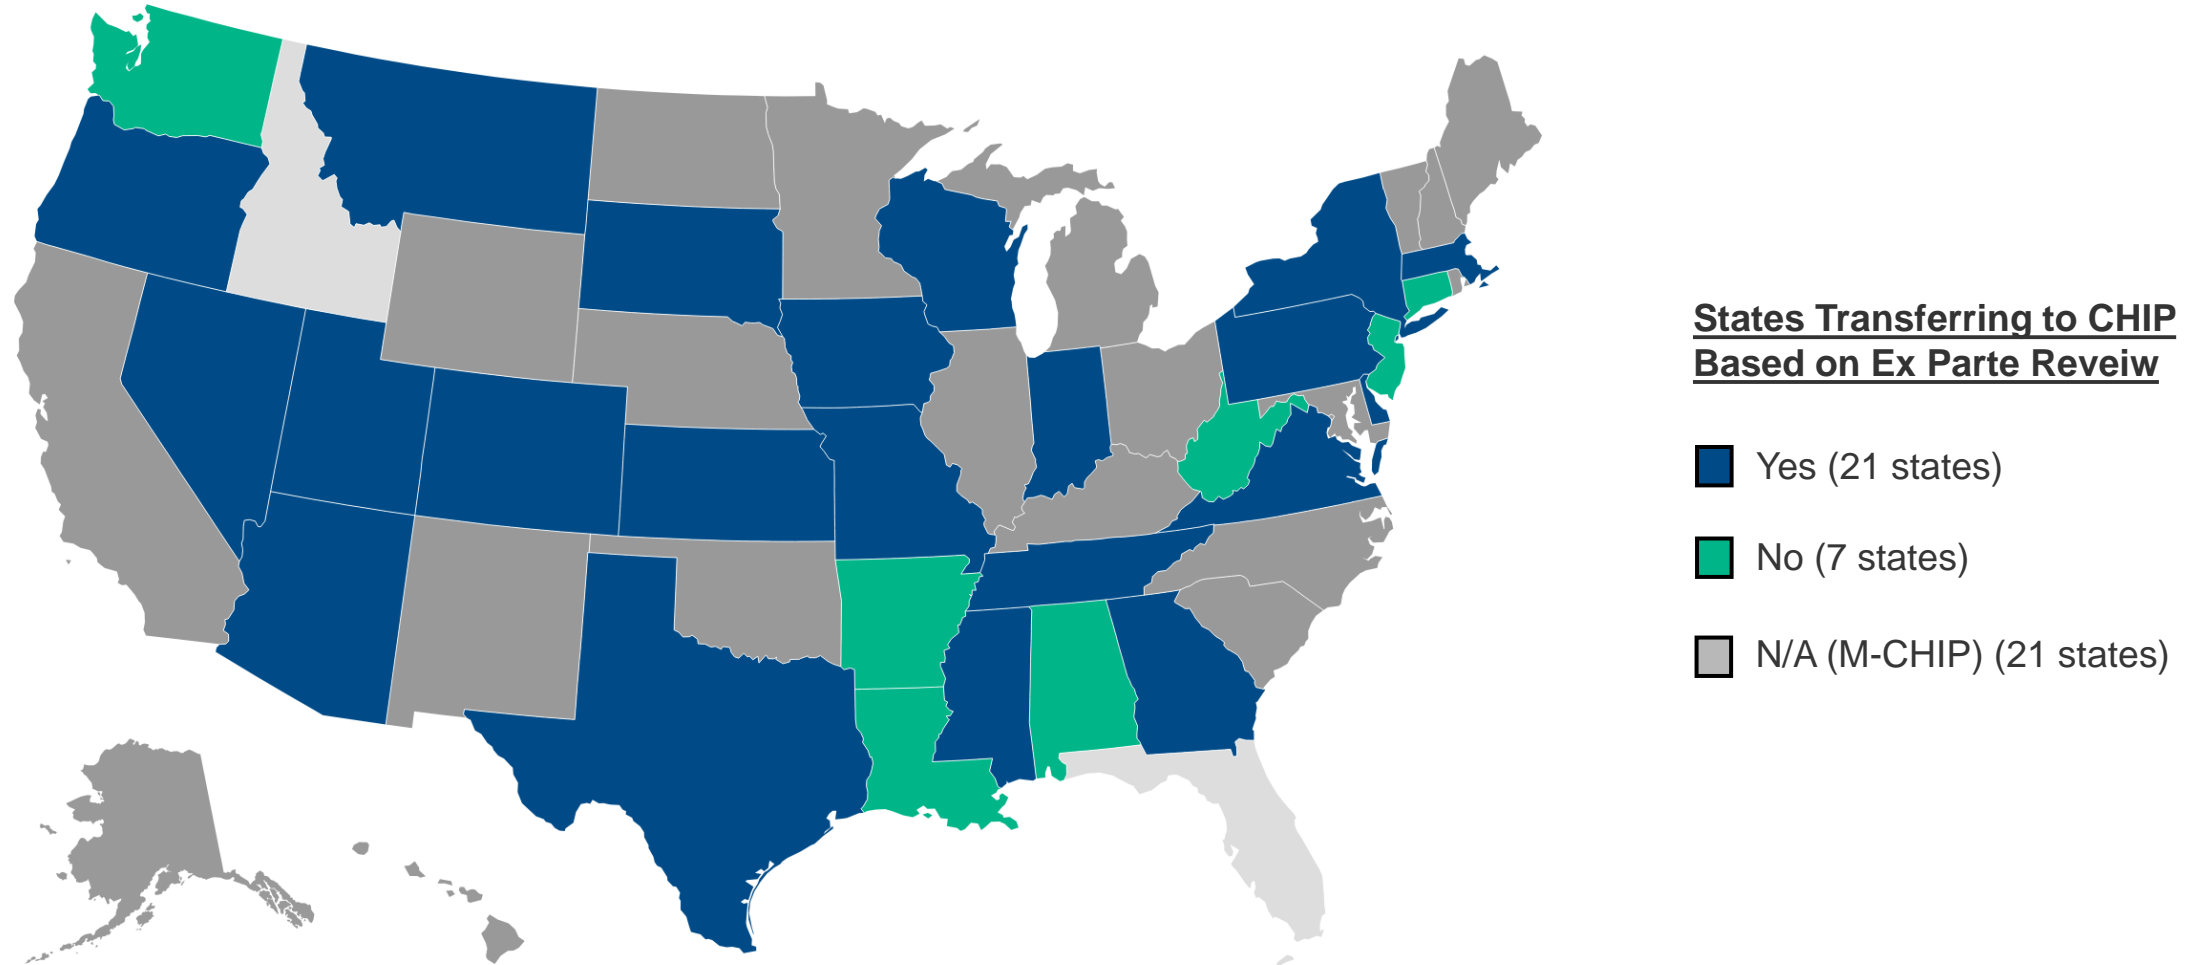 States Transferring to CHIP
Based on Ex Parte Reveiw
Yes (21 states)
No (7 states)
N/A (M-CHIP) (21 states)